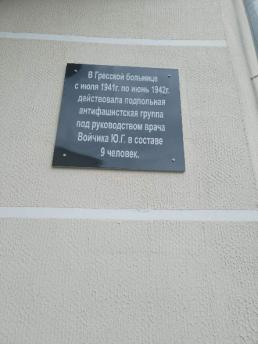 В Гресской больнице
с июля 1941г. по июнь 1942г.
действовала подпольная
антифашистская группа
под руководством врача
Войчика Ю.Г. в составе
9 человек.